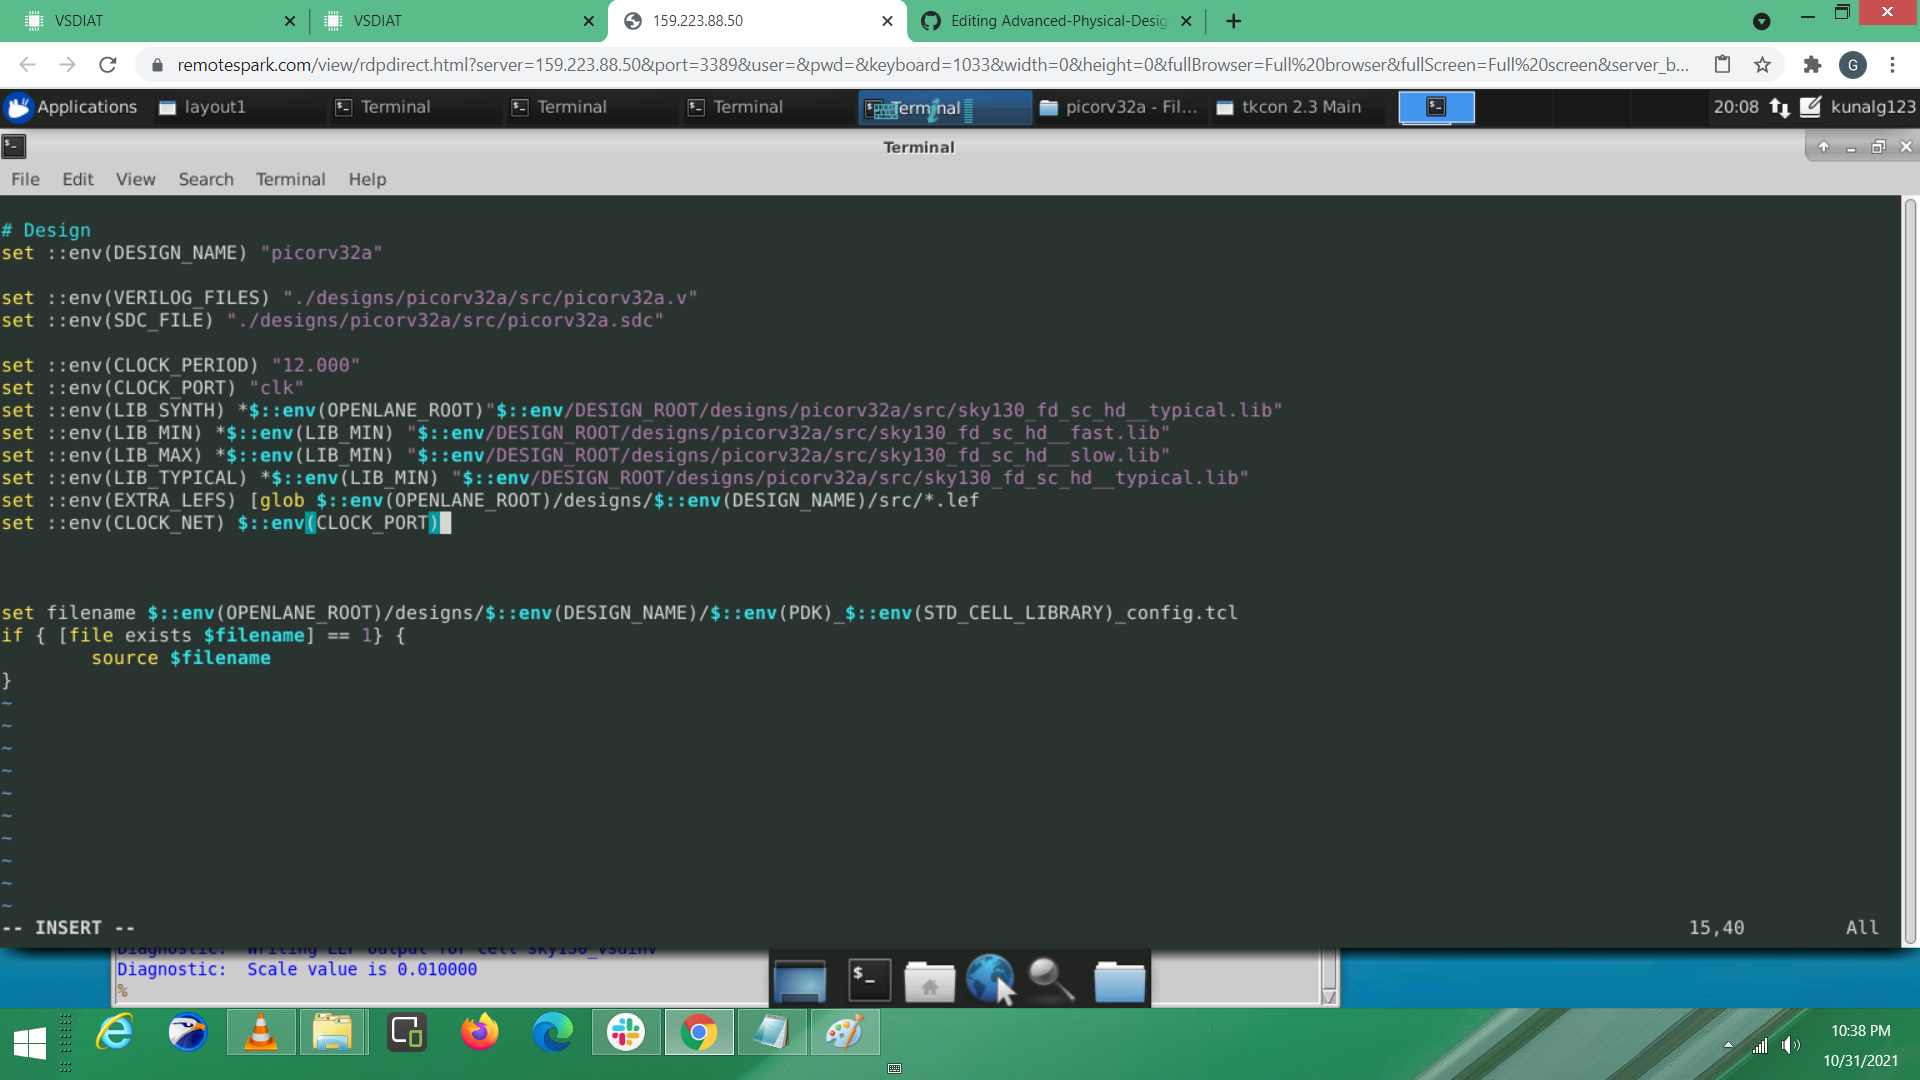 VSDIAT
VSDIAT
159.223.88.50
Editing Advanced-Physical-Desig
remotespark.com/view/rdpdirect.html?server=159.223.88.50&port=3389&user=&pwd=&keyboard=1033&width=0&height=0&fullBrowser=Full%20browser&fullScreen=Full%20screen&server_b...
G
Applications
layout1
Terminal
Terminal
Terminal
Terminal
picorv32a - Fil...
tkcon 2.3 Main
20:08
kunalg123
Terminal
File Edit View Search Terminal Help
# Design
set ::env(DESIGN_NAME) "picorv32a"
set ::env(VERILOG_FILES) "./designs/picorv32a/src/picorv32a.v"
set ::env(SDC_FILE) "./designs/picorv32a/src/picorv32a.sdc"
set ::env(CLOCK_PERIOD) "12.000"
set ::env(CLOCK_PORT) "clk"
set ::env(LIB_SYNTH) *$::env(OPENLANE_ROOT)"$::env/DESIGN_ROOT/designs/picorv32a/src/sky130_fd_sc_hd__typical.lib"
set ::env(LIB_MIN) *$::env(LIB_MIN) "$::env/DESIGN_ROOT/designs/picorv32a/src/sky130_fd_sc_hd__fast.lib"
set ::env(LIB_MAX) *$::env(LIB_MIN) "$::env/DESIGN_ROOT/designs/picorv32a/src/sky130_fd_sc_hd__slow.lib"
set ::env(LIB_TYPICAL) *$::env(LIB_MIN) "$::env/DESIGN_ROOT/designs/picorv32a/src/sky130_fd_sc_hd__typical.lib"
set ::env(EXTRA_LEFS) [glob $::env(OPENLANE_ROOT)/designs/$::env(DESIGN_NAME)/src/*.lef
set ::env(CLOCK_NET) $::env(CLOCK_PORT)
set filename $::env(OPENLANE_ROOT)/designs/$::env(DESIGN_NAME)/$::env(PDK)_$::env(STD_CELL_LIBRARY)_config.tcl
if { [file exists $filename] == 1} {
source $filename
}
~
~
~
~
~
~
~
~
~
~
-- INSERT --
15,40
All
Diagnostic: Writing LEF output for cell sky130_vsdinv
Diagnostic: Scale value is 0.010000
%
10:38 PM
10/31/2021